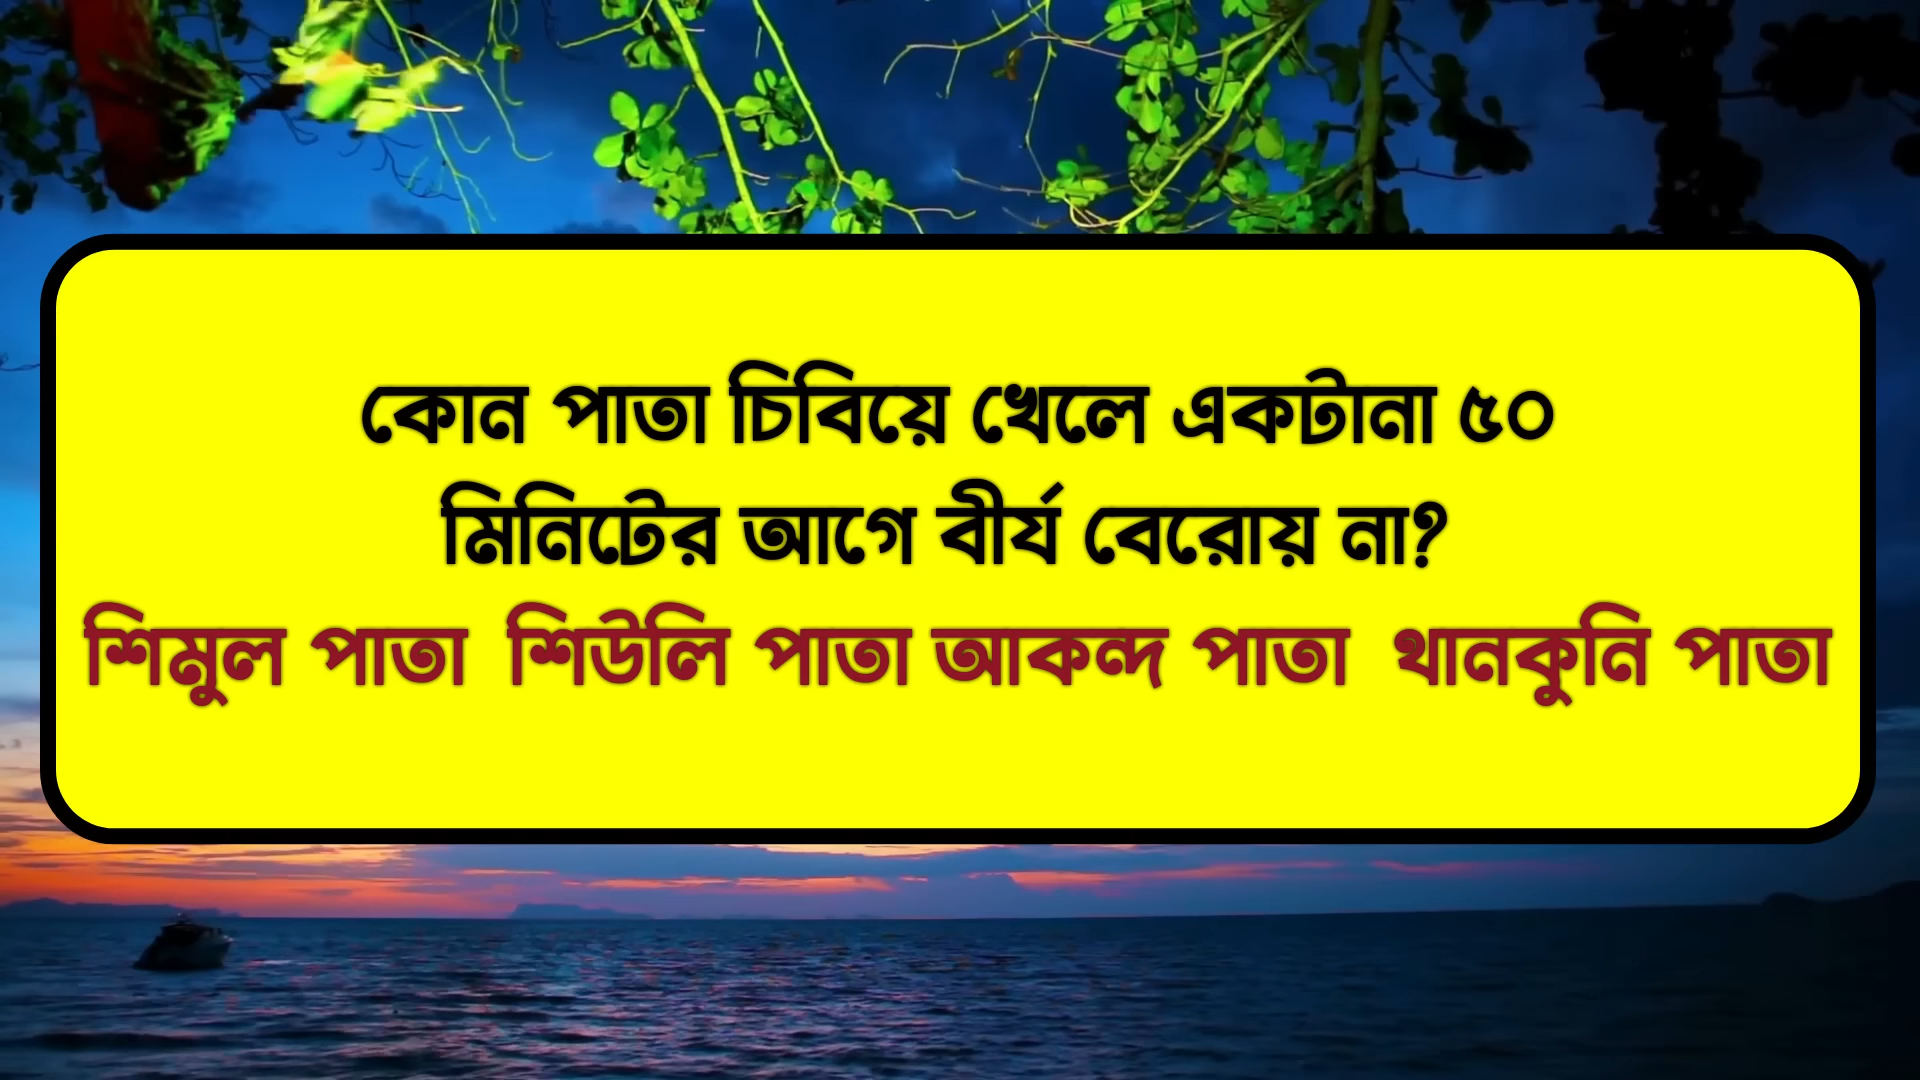 কোন পাতা চিবিয়ে খেলে একটানা ৫০
মিনিটের আগে বীর্য বেরোয় না?
শিমুল পাতা শিউলি পাতা আকন্দ পাতা থানকুনি পাতা